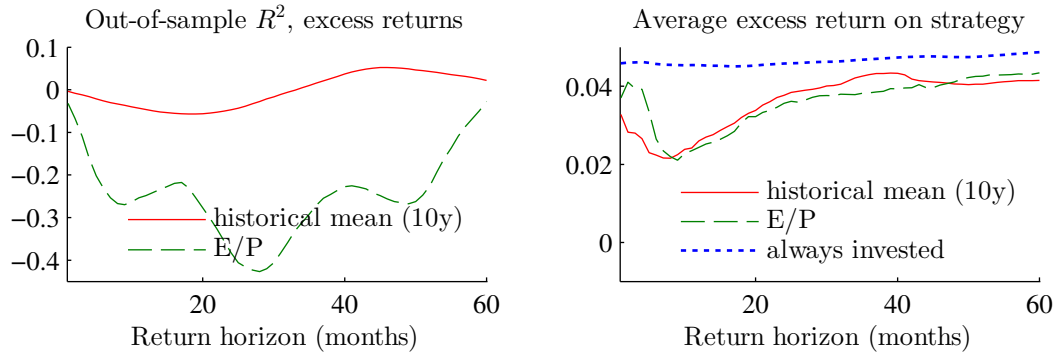 Out-of-sample R², excess returns
0.1
0
−0.1
−0.2
−0.3
−0.4
historical mean (10y)
E/P
20
40
60
Return horizon (months)
Average excess return on strategy
0.04
0.02
0
historical mean (10y)
E/P
always invested
20
40
60
Return horizon (months)